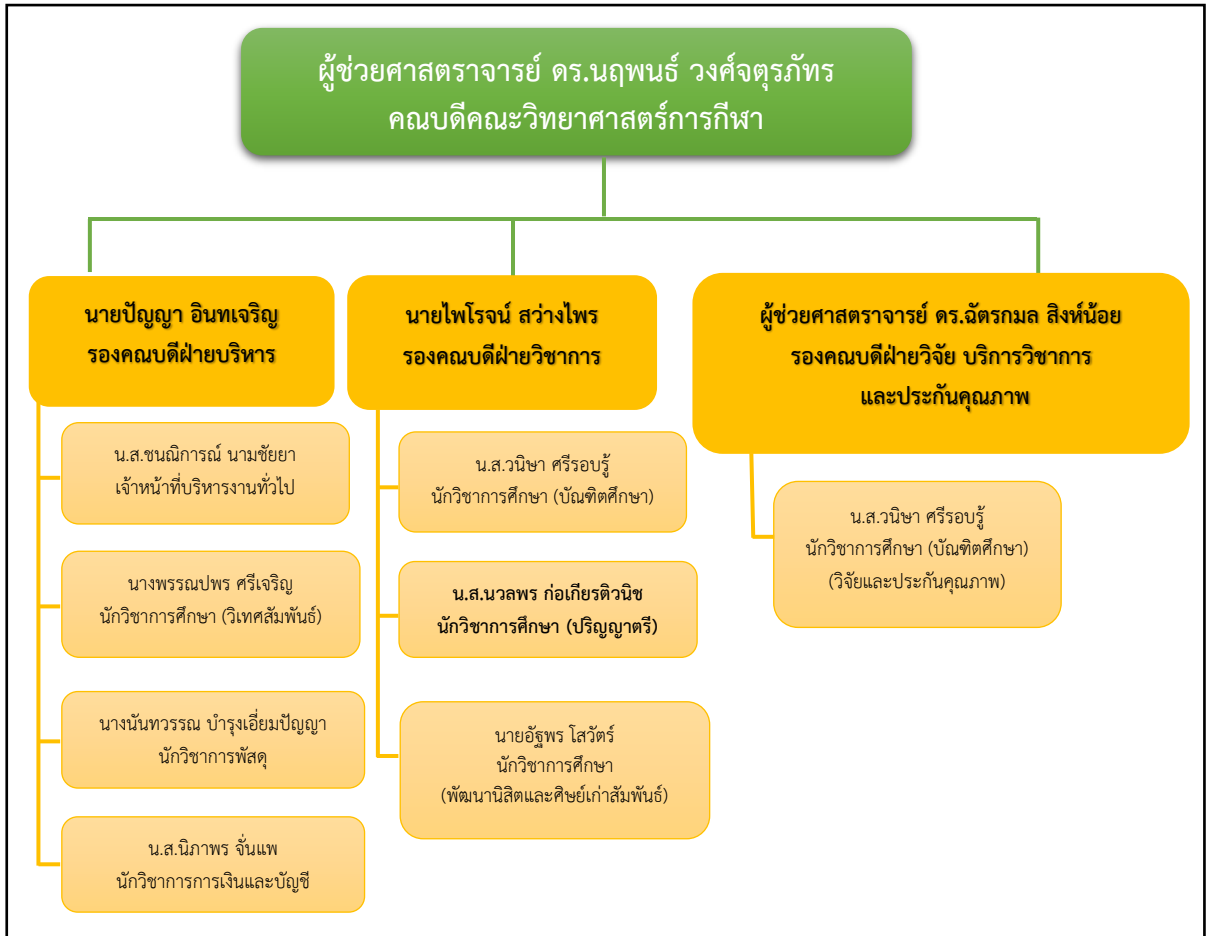 ผู้ช่วยศาสตราจารย์ ดร.นฤพนธ์ วงศ์จตุรภัทร
คณบดีคณะวิทยาศาสตร์การกีฬา
นายปัญญา อินทเจริญ
รองคณบดีฝ่ายบริหาร
น.ส.ชนณิการณ์ นามชัยยา
เจ้าหน้าที่บริหารงานทั่วไป
นางพรรณปพร ศรีเจริญ
นักวิชาการศึกษา (วิเทศสัมพันธ์)
นางนันทวรรณ บำรุงเอี่ยมปัญญา
นักวิชาการพัสดุ
น.ส.นิภาพร จั่นแพ
นักวิชาการการเงินและบัญชี
นายไพโรจน์ สว่างไพร
รองคณบดีฝ่ายวิชาการ
น.ส.วนิษา ศรีรอบรู้
นักวิชาการศึกษา (บัณฑิตศึกษา)
น.ส.นวลพร ก่อเกียรติวนิช
นักวิชาการศึกษา (ปริญญาตรี)
นายอัฐพร โสวัตร์
นักวิชาการศึกษา
(พัฒนานิสิตและศิษย์เก่าสัมพันธ์)
ผู้ช่วยศาสตราจารย์ ดร.ฉัตรกมล สิงห์น้อย
รองคณบดีฝ่ายวิจัย บริการวิชาการ
และประกันคุณภาพ
น.ส.วนิษา ศรีรอบรู้
นักวิชาการศึกษา (บัณฑิตศึกษา)
(วิจัยและประกันคุณภาพ)